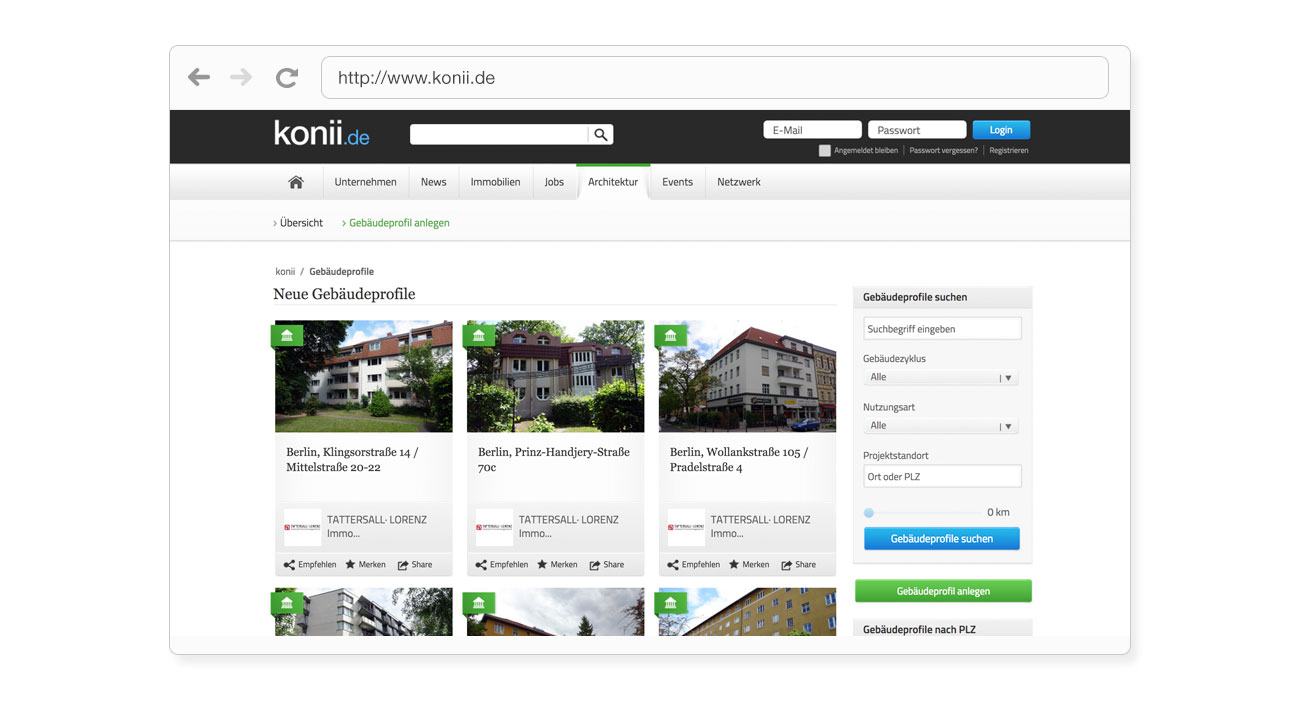 http://www.konii.de
konii.de
E-Mail
Passwort
Login
Angemeldet bleiben
Passwort vergessen?
Registrieren
Unternehmen
News
Immobilien
Jobs
Architektur
Events
Netzwerk
› Übersicht
› Gebäudeprofil anlegen
konii / Gebäudeprofile
Neue Gebäudeprofile
Berlin, Klingsorstraße 14 /
Mittelstraße 20-22
TATTERSALL· LORENZ
Immo...
Empfehlen
Merken
Share
Berlin, Prinz-Handjery-Straße
70c
TATTERSALL· LORENZ
Immo...
Empfehlen
Merken
Share
Berlin, Wollankstraße 105 /
Pradelstraße 4
TATTERSALL· LORENZ
Immo...
Empfehlen
Merken
Share
Gebäudeprofile suchen
Suchbegriff eingeben
Gebäudezyklus
Alle
Nutzungsart
Alle
Projektstandort
Ort oder PLZ
0 km
Gebäudeprofile suchen
Gebäudeprofil anlegen
Gebäudeprofile nach PLZ